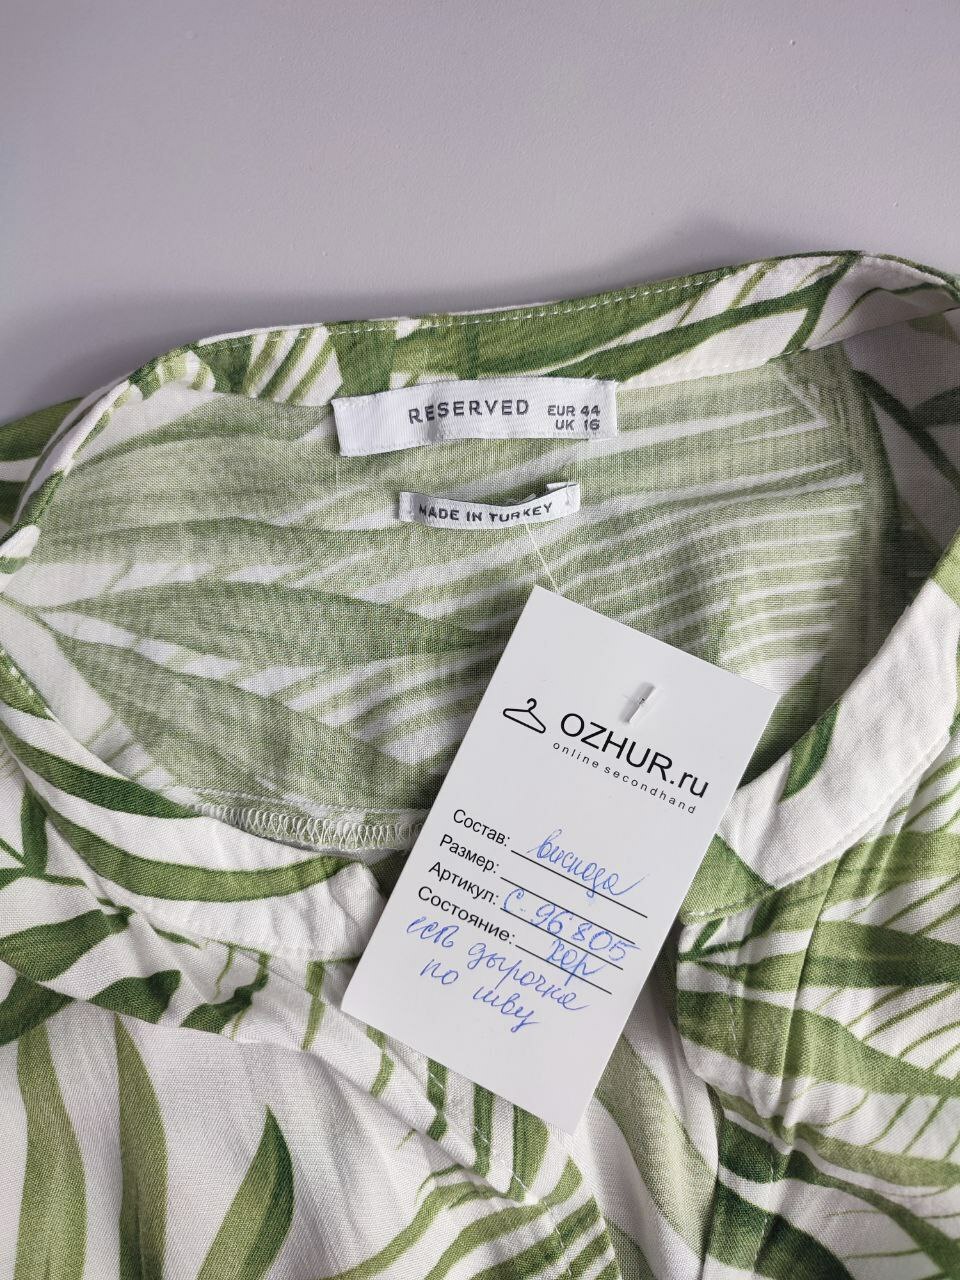 RESERVED EUR 44
UK 16
MADE IN TURKEY
OZHUR.ru
online secondhand
Состав: вискоза
Размер:
Артикул: С-96805
Состояние: хор
есть дырочка
по шву